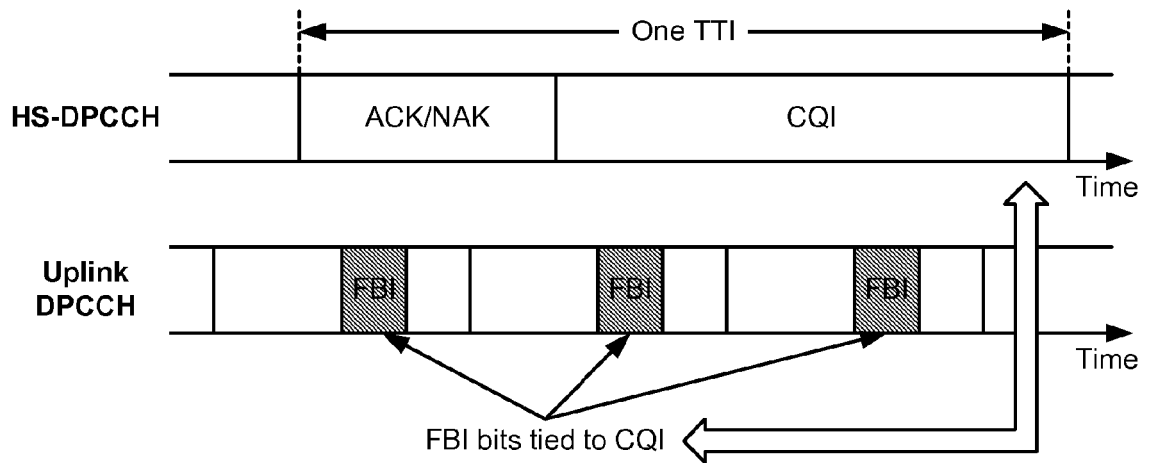 One TTI
HS-DPCCH
ACK/NAK
CQI
Time
Uplink
DPCCH
FBI
FBI
FBI
Time
FBI bits tied to CQI